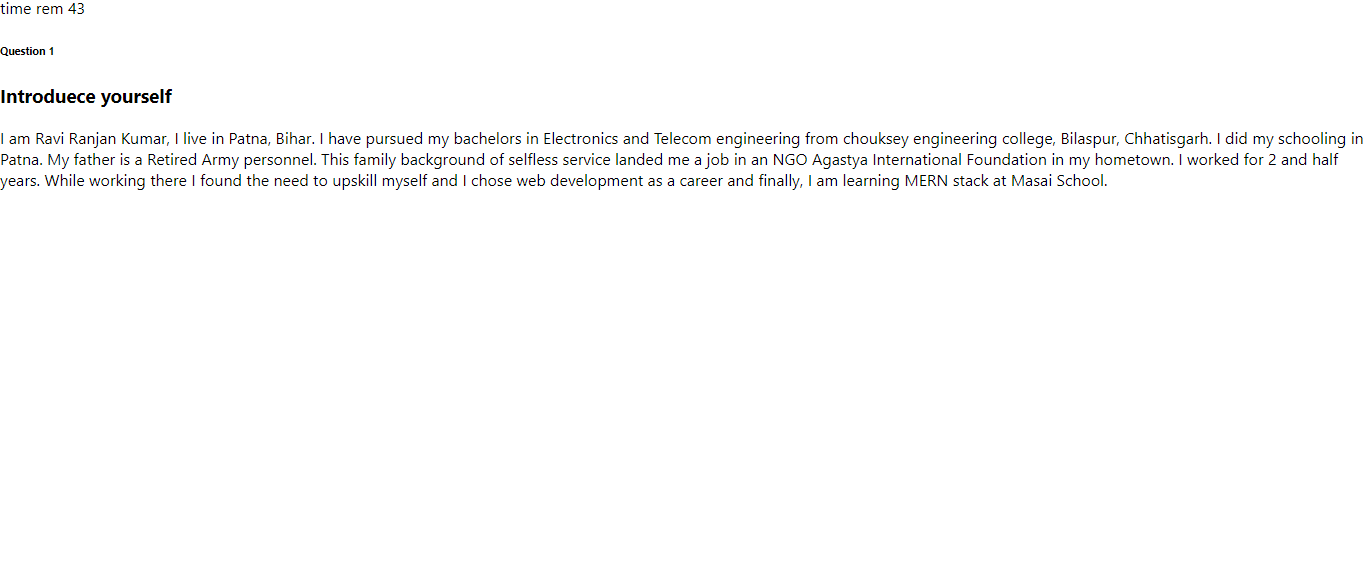 time rem 43
Question 1
Introduece yourself
I am Ravi Ranjan Kumar, I live in Patna, Bihar. I have pursued my bachelors in Electronics and Telecom engineering from chouksey engineering college, Bilaspur, Chhatisgarh. I did my schooling in
Patna. My father is a Retired Army personnel. This family background of selfless service landed me a job in an NGO Agastya International Foundation in my hometown. I worked for 2 and half
years. While working there I found the need to upskill myself and I chose web development as a career and finally, I am learning MERN stack at Masai School.